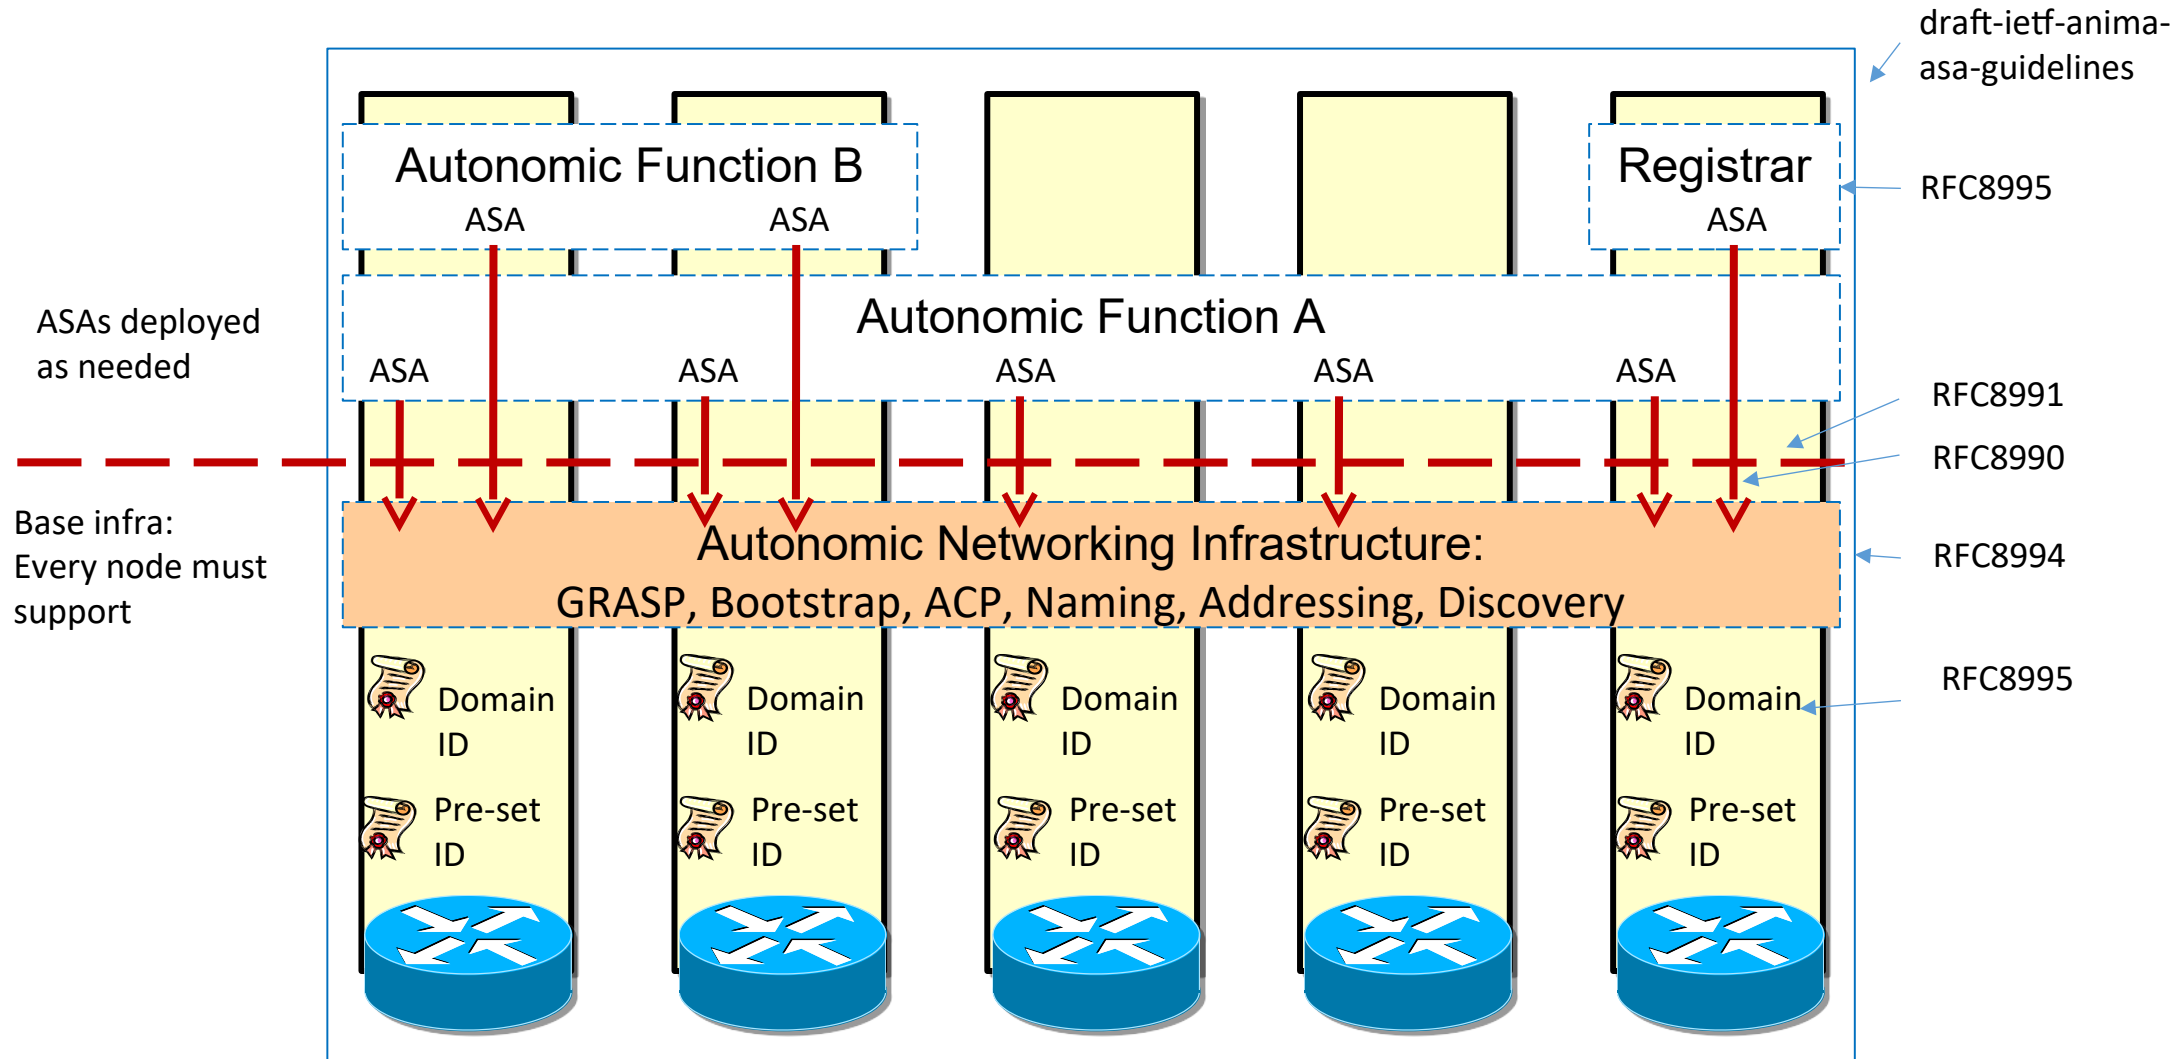 draft-ietf-anima-
asa-guidelines
Autonomic Function B
Registrar
RFC8995
ASA
ASA
ASA
ASAs deployed
as needed
Autonomic Function A
ASA
ASA
ASA
ASA
ASA
RFC8991
RFC8990
Base infra:
Every node must
support
Autonomic Networking Infrastructure:
GRASP, Bootstrap, ACP, Naming, Addressing, Discovery
RFC8994
RFC8995
Domain
ID
Domain
ID
Domain
ID
Domain
ID
Domain
ID
Pre-set
ID
Pre-set
ID
Pre-set
ID
Pre-set
ID
Pre-set
ID